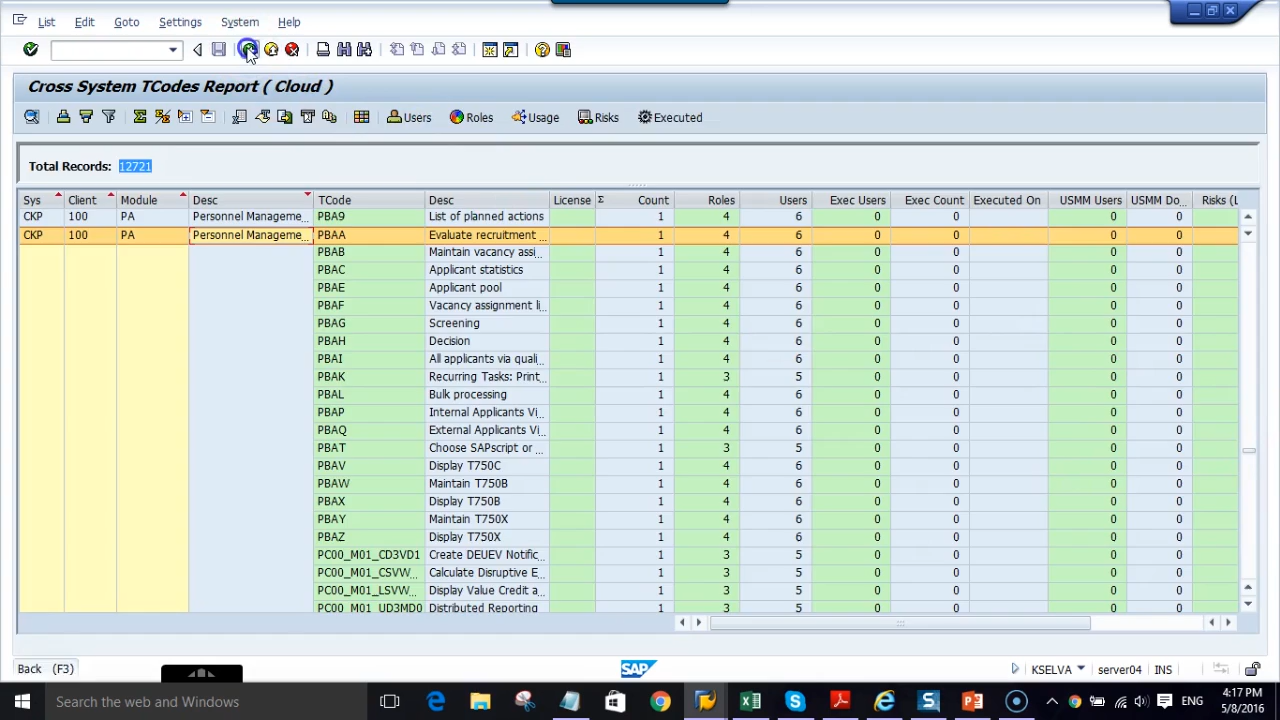 List Edit Goto Settings System Help
Cross System TCodes Report ( Cloud )
Users Roles Usage Risks Executed
Total Records: 12721
Sys Client Module Desc TCode Desc License Σ Count Roles Users Exec Users Exec Count Executed On USMM Users USMM Do... Risks (L
CKP 100 PA Personnel Manageme... PBA9 List of planned actions 1 4 6 0 0 0 0
CKP 100 PA Personnel Manageme... PBAA Evaluate recruitment ... 1 4 6 0 0 0 0
PBAB Maintain vacancy assi... 1 4 6 0 0 0 0
PBAC Applicant statistics 1 4 6 0 0 0 0
PBAE Applicant pool 1 4 6 0 0 0 0
PBAF Vacancy assignment li... 1 4 6 0 0 0 0
PBAG Screening 1 4 6 0 0 0 0
PBAH Decision 1 4 6 0 0 0 0
PBAI All applicants via quali... 1 4 6 0 0 0 0
PBAK Recurring Tasks: Print... 1 3 5 0 0 0 0
PBAL Bulk processing 1 4 6 0 0 0 0
PBAP Internal Applicants Vi... 1 4 6 0 0 0 0
PBAQ External Applicants Vi... 1 4 6 0 0 0 0
PBAT Choose SAPscript or ... 1 3 5 0 0 0 0
PBAV Display T750C 1 4 6 0 0 0 0
PBAW Maintain T750B 1 4 6 0 0 0 0
PBAX Display T750B 1 4 6 0 0 0 0
PBAY Maintain T750X 1 4 6 0 0 0 0
PBAZ Display T750X 1 4 6 0 0 0 0
PC00_M01_CD3VD1 Create DEUEV Notific... 1 3 5 0 0 0 0
PC00_M01_CSVW... Calculate Disruptive E... 1 3 5 0 0 0 0
PC00_M01_LSVW... Display Value Credit a... 1 3 5 0 0 0 0
PC00_M01_UD3MD0 Distributed Reporting 1 3 5 0 0 0 0
Back (F3) SAP KSELVA server04 INS
Search the web and Windows ENG 4:17 PM
5/8/2016